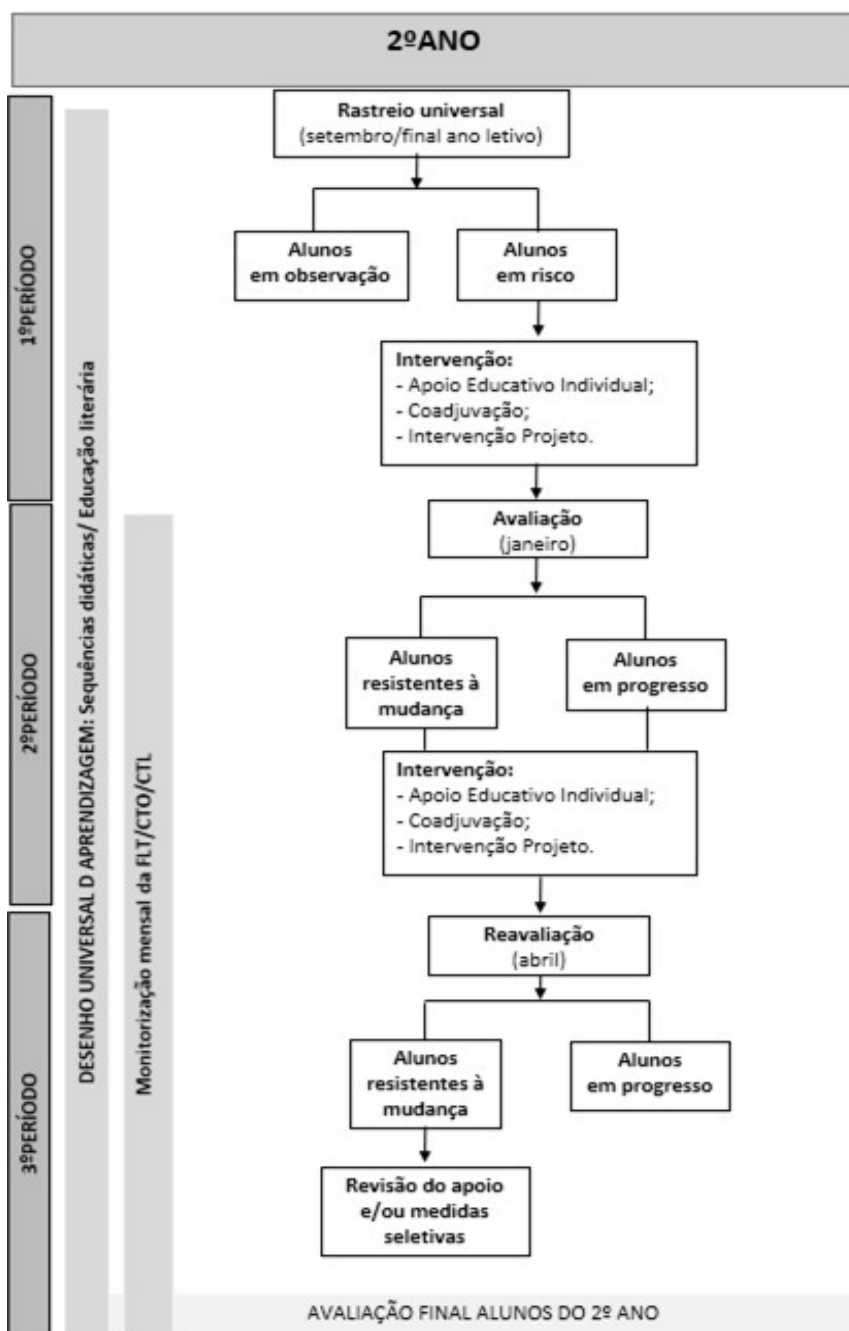 2ºANO
1ºPERÍODO
2ºPERÍODO
3ºPERÍODO
DESENHO UNIVERSAL D APRENDIZAGEM: Sequências didáticas/ Educação literária
Monitorização mensal da FLT/CTO/CTL
Rastreio universal
(setembro/final ano letivo)
Alunos
em observação
Alunos
em risco
Intervenção:
- Apoio Educativo Individual;
- Coadjuvação;
- Intervenção Projeto.
Avaliação
(janeiro)
Alunos
resistentes à
mudança
Alunos
em progresso
Intervenção:
- Apoio Educativo Individual;
- Coadjuvação;
- Intervenção Projeto.
Reavaliação
(abril)
Alunos
resistentes à
mudança
Alunos
em progresso
Revisão do apoio
e/ou medidas
seletivas
AVALIAÇÃO FINAL ALUNOS DO 2º ANO